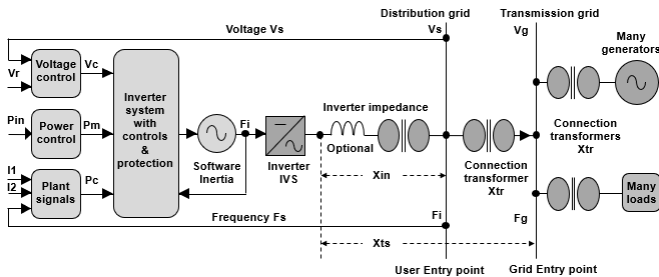 Distribution grid
Transmission grid
Voltage Vs
Vs
Vg
Many
generators
Voltage
control
Vc
Vr
Inverter
system
with
controls
&
protection
Pin
Power
control
Pm
Fi
Software
Inertia
Inverter
IVS
Inverter impedance
Optional
Connection
transformer
Xtr
Connection
transformers
Xtr
I1
I2
Plant
signals
Pc
Xin
Many
loads
Frequency Fs
Fi
Fg
Xts
User Entry point
Grid Entry point